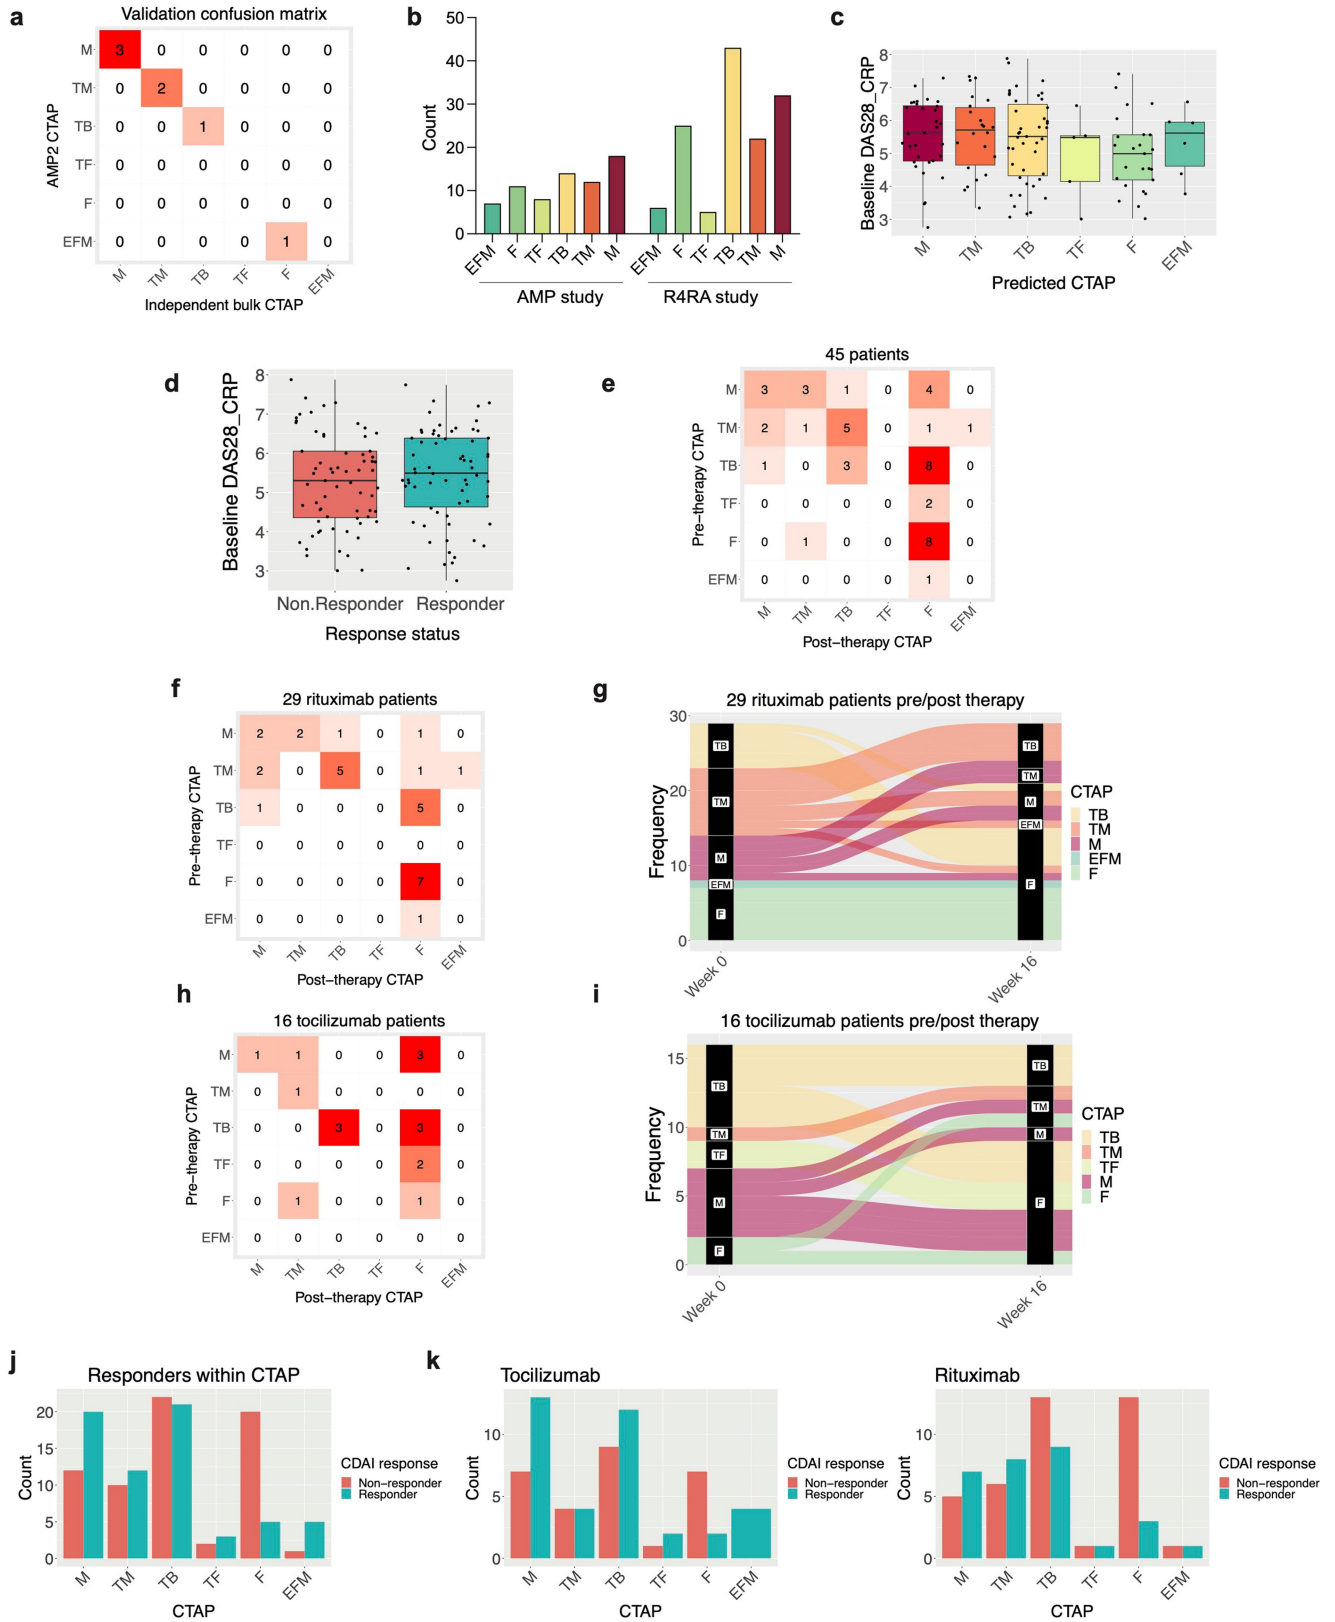 a
Validation confusion matrix
AMP2 CTAP
M 3 0 0 0 0 0
TM 0 2 0 0 0 0
TB 0 0 1 0 0 0
TF 0 0 0 0 0 0
F 0 0 0 0 0 0
EFM 0 0 0 0 1 0
M TM TB TF F EFM
Independent bulk CTAP
b
Count
50
40
30
20
10
0
EFM F TF TB TM M EFM F TF TB TM M
AMP study R4RA study
c
Baseline DAS28_CRP
8
7
6
5
4
3
M TM TB TF F EFM
Predicted CTAP
d
Baseline DAS28_CRP
8
7
6
5
4
3
Non.Responder Responder
Response status
e
45 patients
Pre−therapy CTAP
M 3 3 1 0 4 0
TM 2 1 5 0 1 1
TB 1 0 3 0 8 0
TF 0 0 0 0 2 0
F 0 1 0 0 8 0
EFM 0 0 0 0 1 0
M TM TB TF F EFM
Post−therapy CTAP
f
29 rituximab patients
Pre−therapy CTAP
M 2 2 1 0 1 0
TM 2 0 5 0 1 1
TB 1 0 0 0 5 0
TF 0 0 0 0 0 0
F 0 0 0 0 7 0
EFM 0 0 0 0 1 0
M TM TB TF F EFM
Post−therapy CTAP
g
29 rituximab patients pre/post therapy
Frequency
30
20
10
0
TB
TM
M
EFM
F
TB
TM
M
EFM
F
Week 0 Week 16
CTAP
TB
TM
M
EFM
F
h
16 tocilizumab patients
Pre−therapy CTAP
M 1 1 0 0 3 0
TM 0 1 0 0 0 0
TB 0 0 3 0 3 0
TF 0 0 0 0 2 0
F 0 1 0 0 1 0
EFM 0 0 0 0 0 0
M TM TB TF F EFM
Post−therapy CTAP
i
16 tocilizumab patients pre/post therapy
Frequency
15
10
5
0
TB
TM
TF
M
F
TB
TM
M
F
Week 0 Week 16
CTAP
TB
TM
TF
M
F
j
Responders within CTAP
Count
20
15
10
5
0
M TM TB TF F EFM
CTAP
CDAI response
Non−responder
Responder
k
Tocilizumab
Count
10
5
0
M TM TB TF F EFM
CTAP
CDAI response
Non−responder
Responder
Rituximab
Count
10
5
0
M TM TB TF F EFM
CTAP
CDAI response
Non−responder
Responder